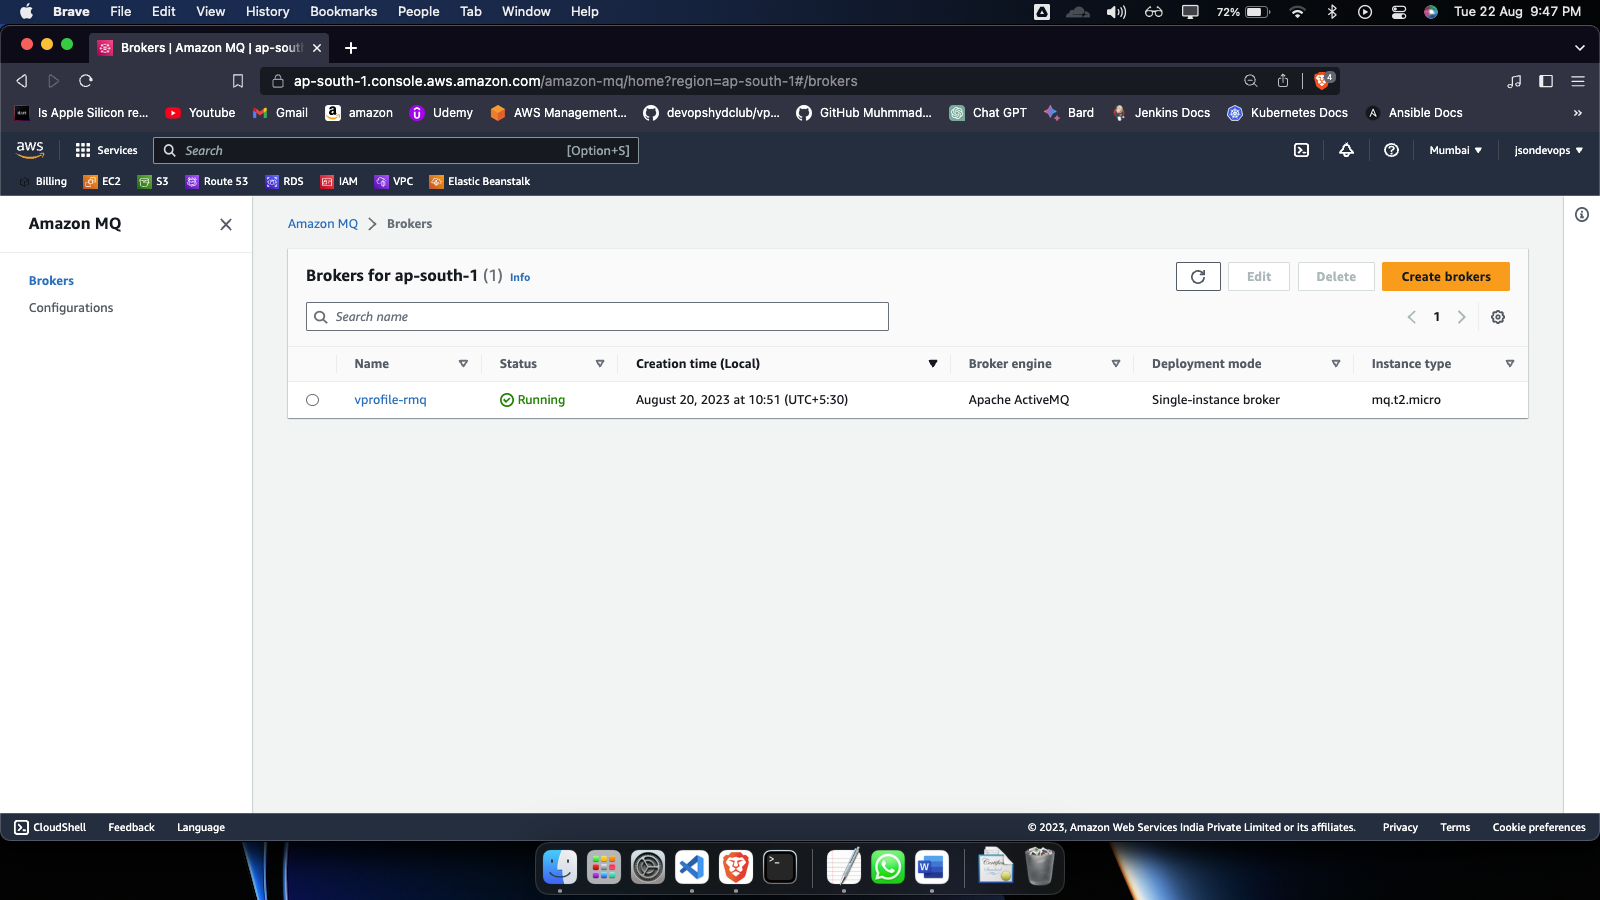 Brave File Edit View History Bookmarks People Tab Window Help 72% Tue 22 Aug 9:47 PM
Brokers | Amazon MQ | ap-sout
ap-south-1.console.aws.amazon.com/amazon-mq/home?region=ap-south-1#/brokers 4
Is Apple Silicon re... Youtube Gmail amazon Udemy AWS Management... devopshydclub/vp... GitHub Muhmmad... Chat GPT Bard Jenkins Docs Kubernetes Docs Ansible Docs »
aws Services Search [Option+S] Mumbai jsondevops
Billing EC2 S3 Route 53 RDS IAM VPC Elastic Beanstalk
Amazon MQ
Brokers
Configurations
Amazon MQ > Brokers
Brokers for ap-south-1 (1) Info Edit Delete Create brokers
Search name 1
Name Status Creation time (Local) Broker engine Deployment mode Instance type
vprofile-rmq Running August 20, 2023 at 10:51 (UTC+5:30) Apache ActiveMQ Single-instance broker mq.t2.micro
CloudShell Feedback Language © 2023, Amazon Web Services India Private Limited or its affiliates. Privacy Terms Cookie preferences